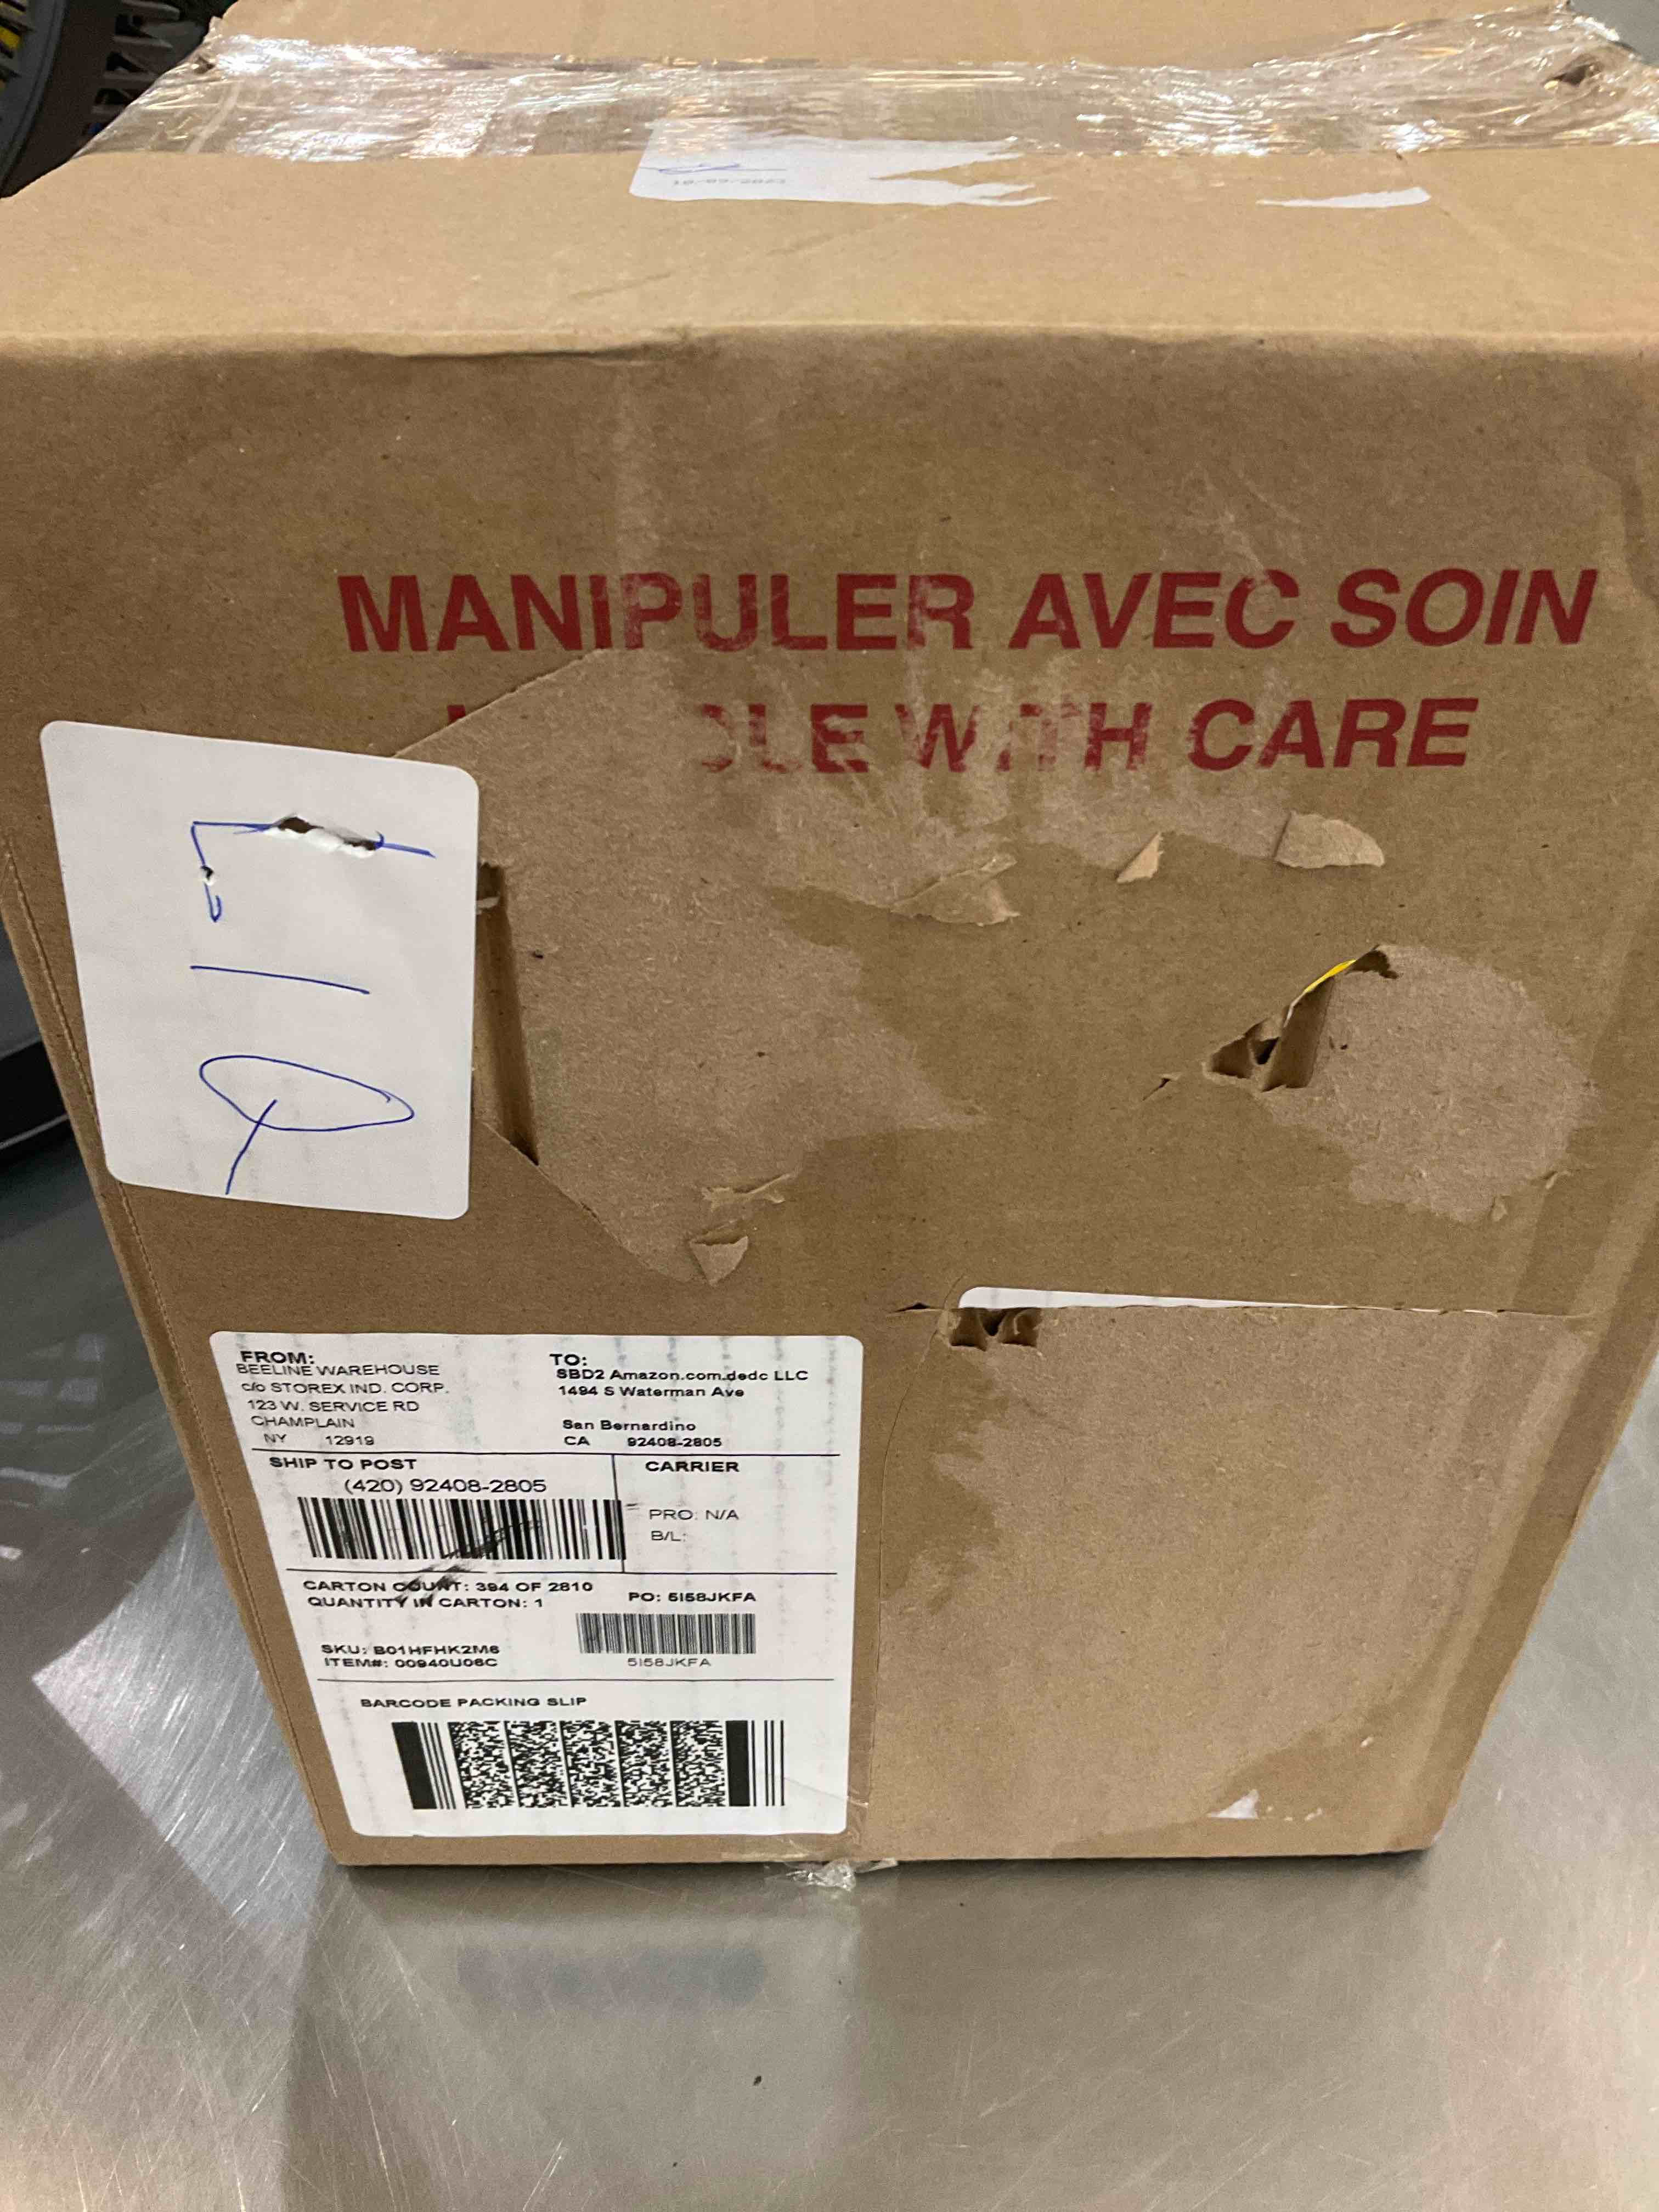 MANIPULER AVEC SOIN
WITH CARE
FROM:
BEELINE WAREHOUSE
c/o STOREX IND. CORP.
123 W. SERVICE RD
CHAMPLAIN
NY 12919
TO:
SBD2 Amazon.com.dedc LLC
1494 S Waterman Ave
San Bernardino
CA 92408-2805
SHIP TO POST
(420) 92408-2805
CARRIER
PRO: N/A
B/L:
CARTON COUNT: 394 OF 2810
QUANTITY IN CARTON: 1
PO: 5I58JKFA
5I58JKFA
SKU: B01HFHK2M6
ITEM#: 00940U06C
BARCODE PACKING SLIP